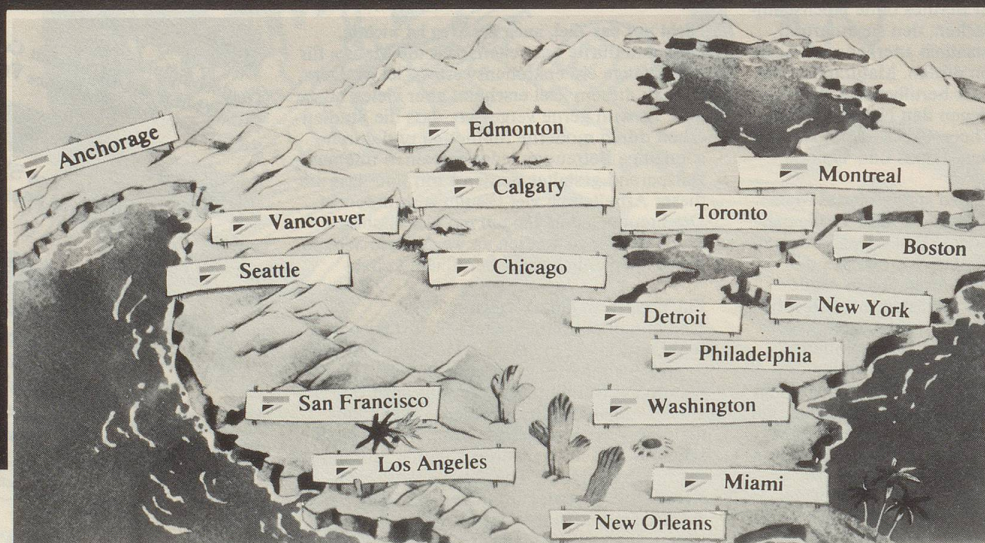 Anchorage
Edmonton
Calgary
Montreal
Vancouver
Toronto
Boston
Seattle
Chicago
Detroit
New York
Philadelphia
San Francisco
Washington
Los Angeles
Miami
New Orleans